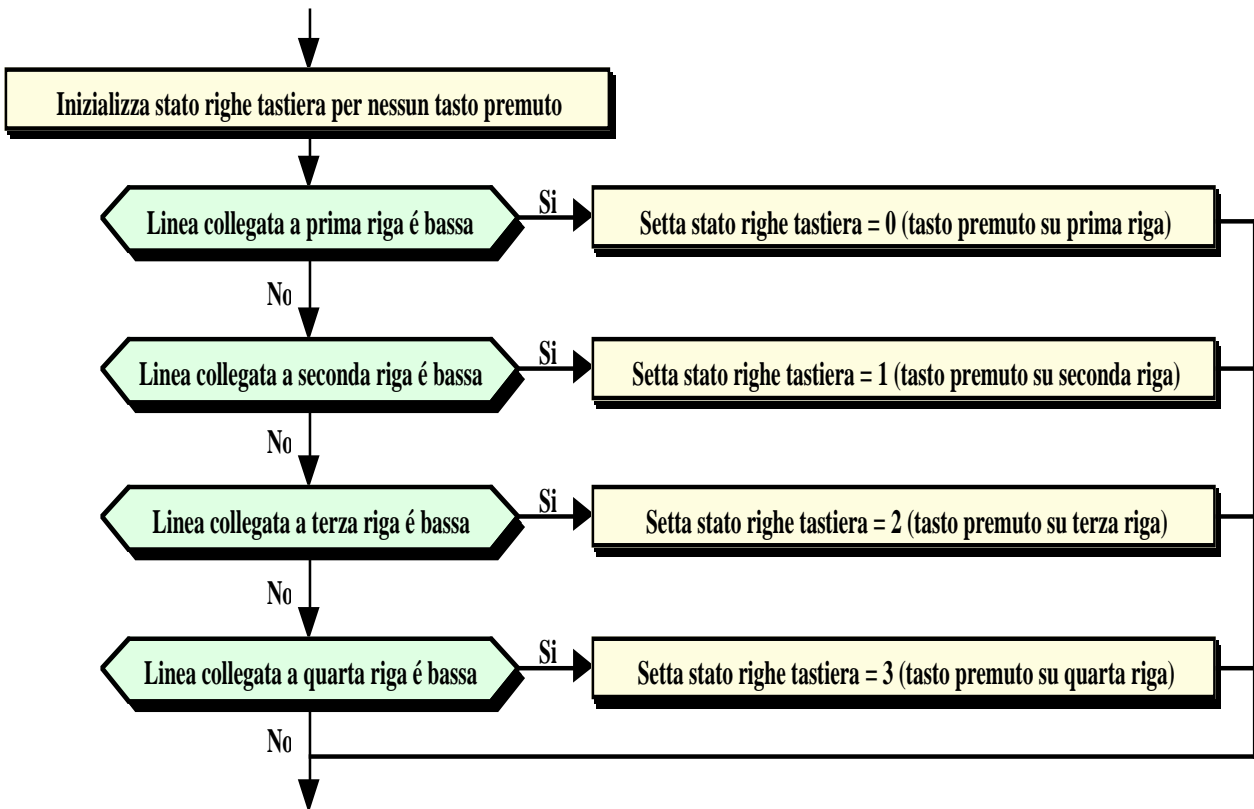 Inizializza stato righe tastiera per nessun tasto premuto
Linea collegata a prima riga é bassa
Si
Setta stato righe tastiera = 0 (tasto premuto su prima riga)
No
Linea collegata a seconda riga é bassa
Si
Setta stato righe tastiera = 1 (tasto premuto su seconda riga)
No
Linea collegata a terza riga é bassa
Si
Setta stato righe tastiera = 2 (tasto premuto su terza riga)
No
Linea collegata a quarta riga é bassa
Si
Setta stato righe tastiera = 3 (tasto premuto su quarta riga)
No